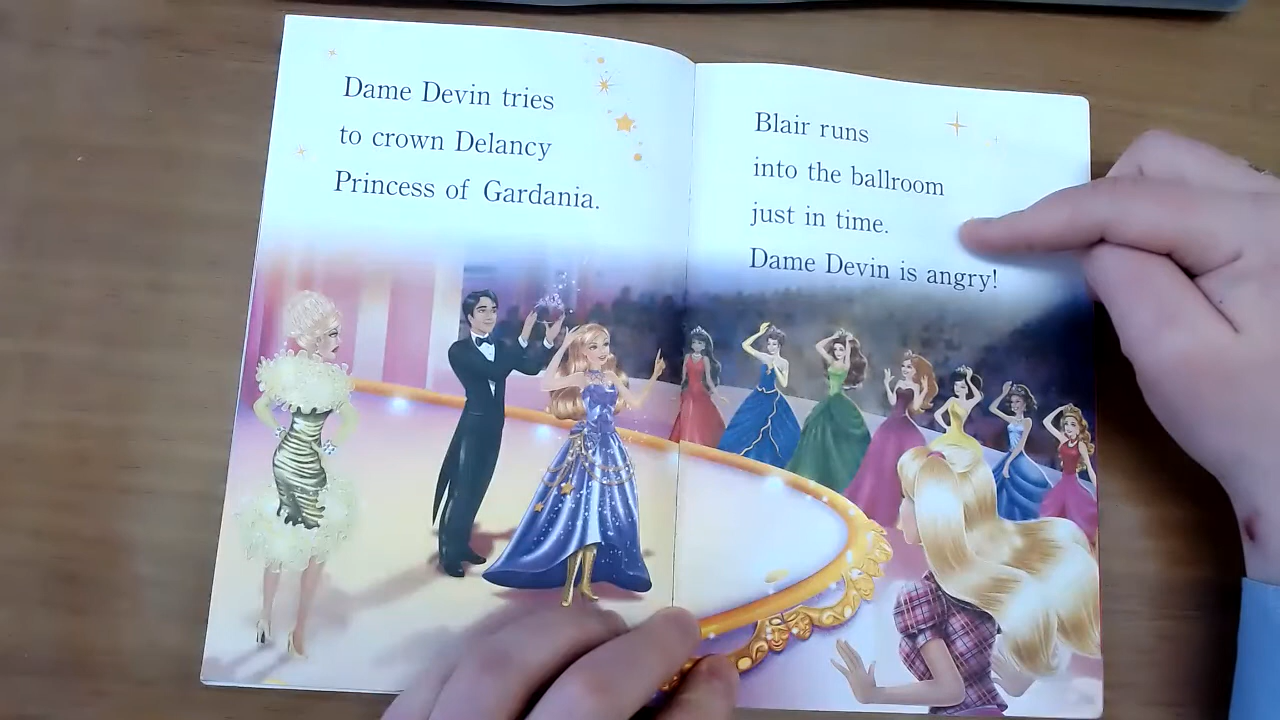 Dame Devin tries
to crown Delancy
Princess of Gardania.
Blair runs
into the ballroom
just in time.
Dame Devin is angry!